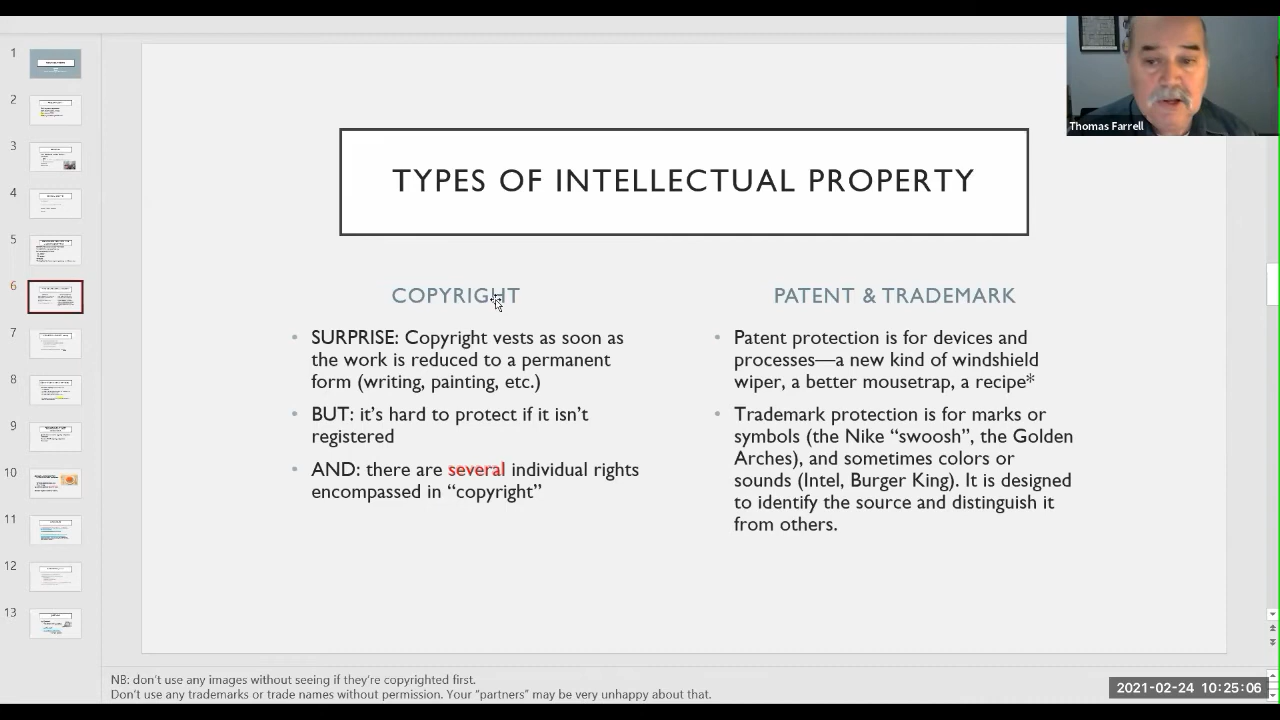 1
2
3
4
5
6
7
8
9
10
11
12
13
Thomas Farrell
TYPES OF INTELLECTUAL PROPERTY
COPYRIGHT
• SURPRISE: Copyright vests as soon as
the work is reduced to a permanent
form (writing, painting, etc.)
• BUT: it’s hard to protect if it isn’t
registered
• AND: there are several individual rights
encompassed in “copyright”
PATENT & TRADEMARK
• Patent protection is for devices and
processes—a new kind of windshield
wiper, a better mousetrap, a recipe*
• Trademark protection is for marks or
symbols (the Nike “swoosh”, the Golden
Arches), and sometimes colors or
sounds (Intel, Burger King). It is designed
to identify the source and distinguish it
from others.
NB: don’t use any images without seeing if they’re copyrighted first.
Don’t use any trademarks or trade names without permission. Your “partners” may be very unhappy about that.
2021-02-24 10:25:06